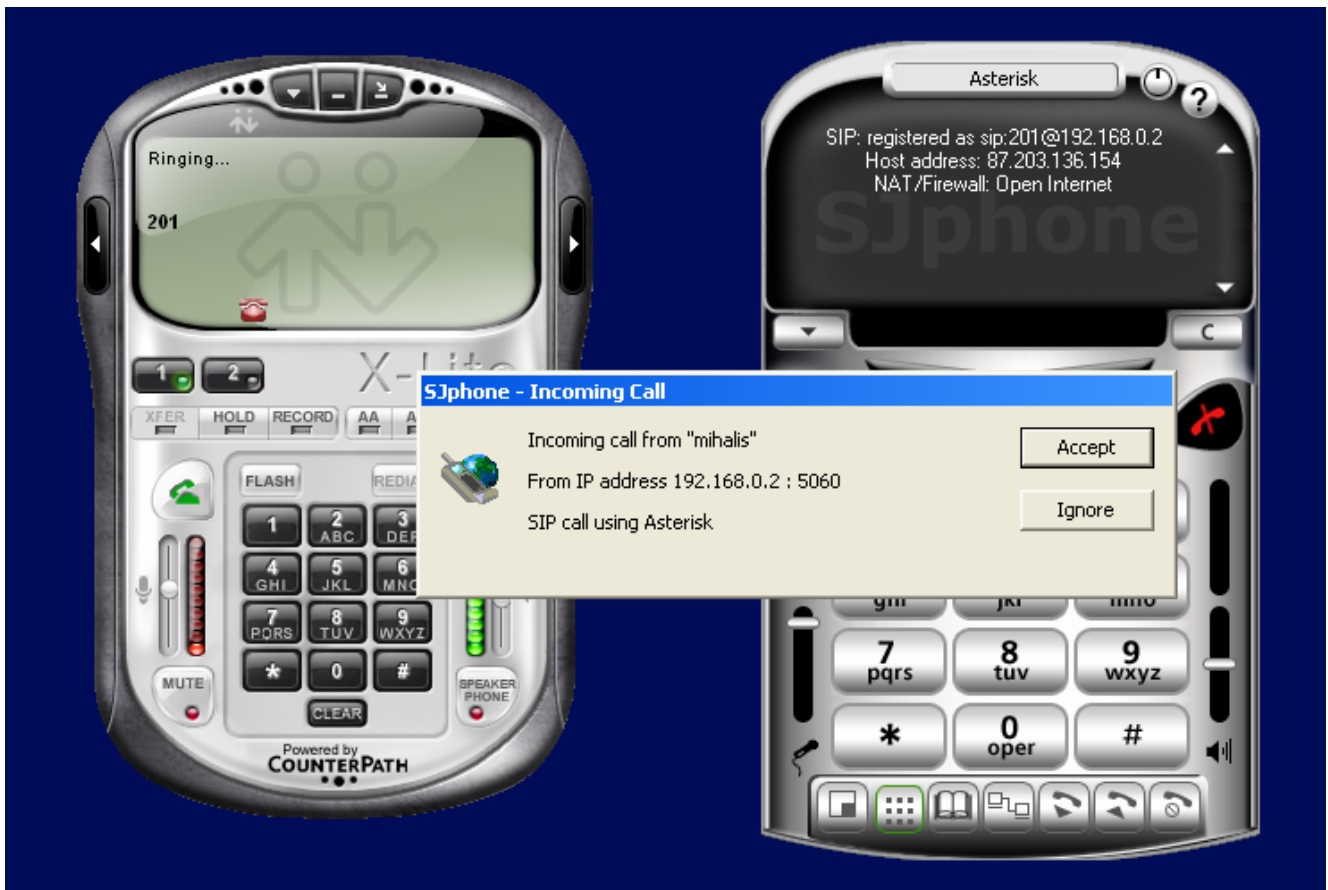 Ringing...
201
1
2
X-Lite
XFER
HOLD
RECORD
AA
A
FLASH
REDIA
1
2
ABC
3
DEF
4
GHI
5
JKL
6
MNO
7
PQRS
8
TUV
9
WXYZ
*
0
#
MUTE
CLEAR
SPEAKER
PHONE
Powered by
COUNTERPATH
Asterisk
?
SIP: registered as sip:201@192.168.0.2
Host address: 87.203.136.154
NAT/Firewall: Open Internet
SJphone
C
SJphone - Incoming Call
Incoming call from "mihalis"
From IP address 192.168.0.2 : 5060
SIP call using Asterisk
Accept
Ignore
ghi
jkl
mno
7
pqrs
8
tuv
9
wxyz
*
0
oper
#